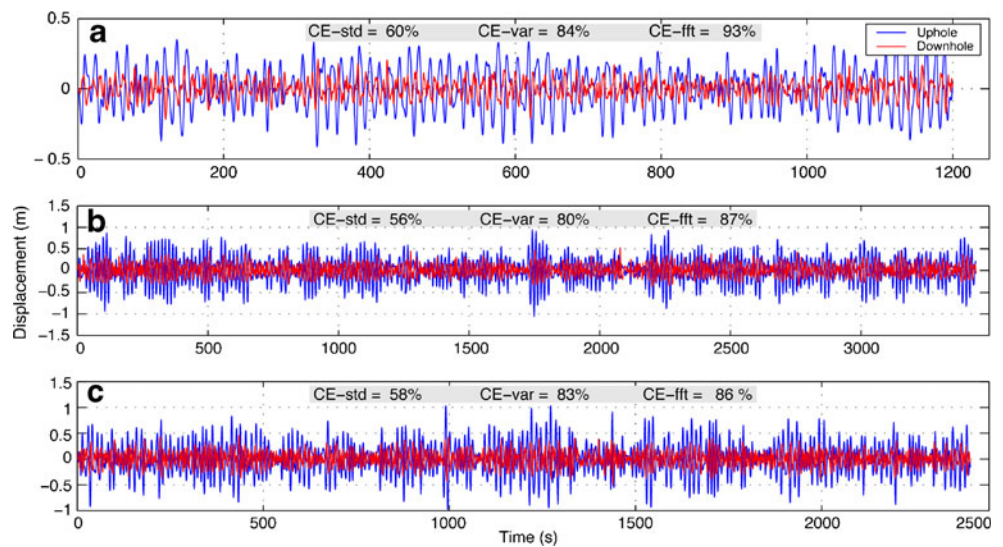 a
CE-std = 60% CE-var = 84% CE-fft = 93%
Uphole
Downhole
0.5
0
- 0.5
0 200 400 600 800 1000 1200
b
CE-std = 56% CE-var = 80% CE-fft = 87%
1.5
1
0.5
0
-0.5
-1
-1.5
0 500 1000 1500 2000 2500 3000
Displacement (m)
c
CE-std = 58% CE-var = 83% CE-fft = 86 %
1.5
1
0.5
0
-0.5
-1
0 500 1000 1500 2000 2500
Time (s)